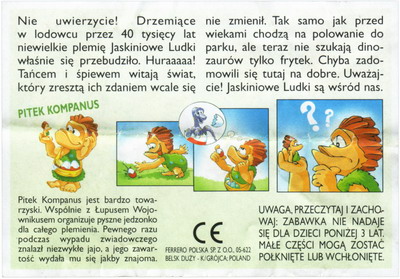 Nie uwierzycie! Drzemiące
w lodowcu przez 40 tysięcy lat
niewielkie plemię Jaskiniowe Ludki
właśnie się przebudziło. Huraaaaa!
Tańcem i śpiewem witają świat,
który zresztą ich zdaniem wcale się
nie zmienił. Tak samo jak przed
wiekami chodzą na polowanie do
parku, ale teraz nie szukają dino-
zaurów tylko frytek. Chyba zado-
mowili się tutaj na dobre. Uważaj-
cie! Jaskiniowe Ludki są wśród nas.
PITEK KOMPANUS
? ? ?
Pitek Kompanus jest bardzo towa-
rzyski. Wspólnie z Łupusem Wojo-
wnikusem organizuje pyszne jedzonko
dla całego plemienia. Pewnego razu
podczas wypadu zwiadowczego
znalazł niezwykłe jajo, a jego zawar-
tość wydała mu się jakby znajoma.
CE
FERRERO POLSKA SP. Z O.O., 05-622
BELSK DUŻY - K/GRÓJCA; POLAND
UWAGA, PRZECZYTAJ I ZACHO-
WAJ: ZABAWKA NIE NADAJE
SIĘ DLA DZIECI PONIŻEJ 3 LAT.
MAŁE CZĘŚCI MOGĄ ZOSTAĆ
POŁKNIĘTE LUB WCHŁONIĘTE.